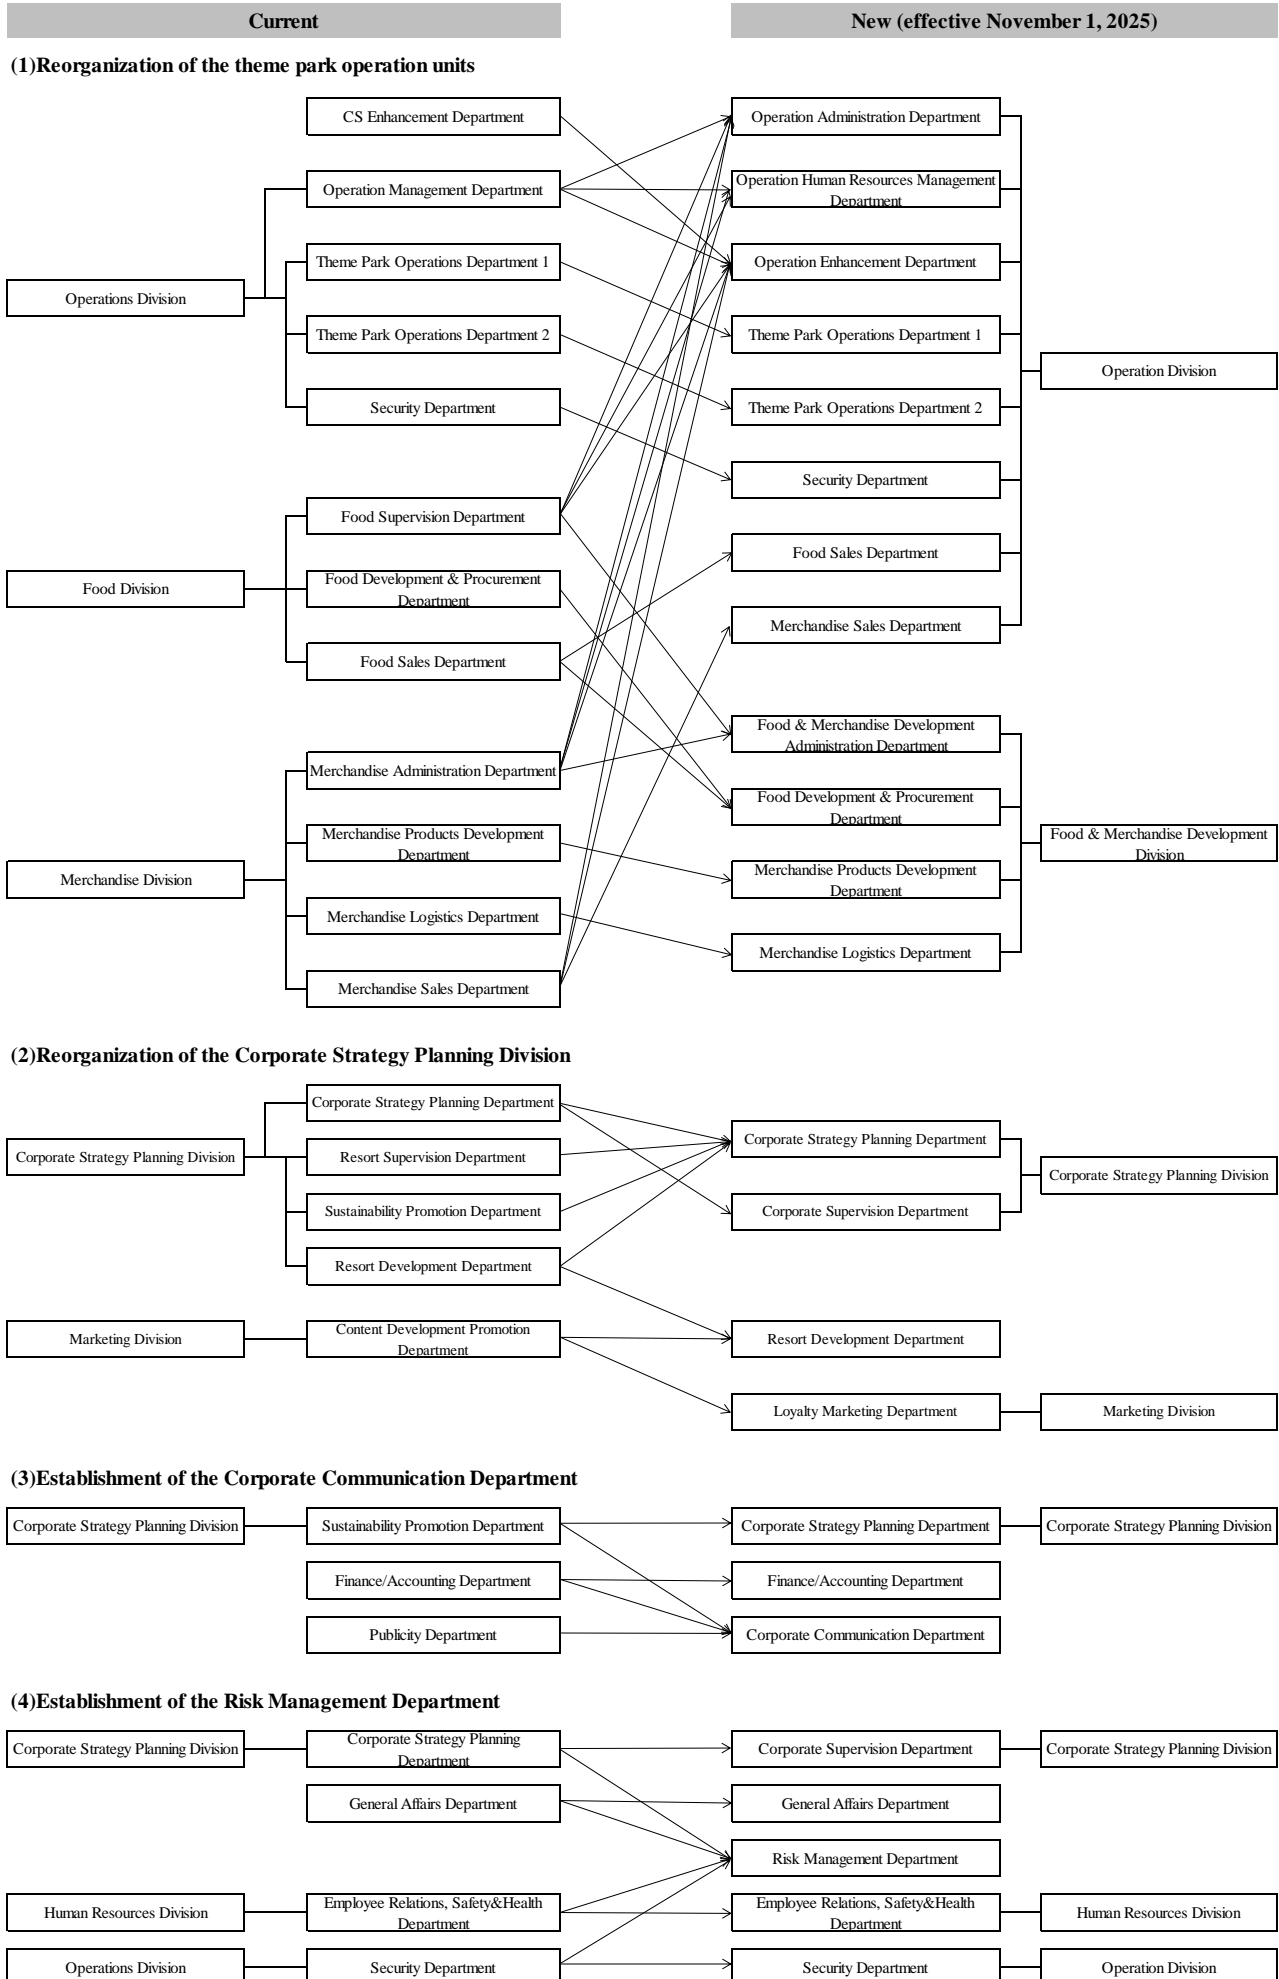 Current
New (effective November 1, 2025)
(1)Reorganization of the theme park operation units
CS Enhancement Department
Operation Administration Department
Operation Management Department
Operation Human Resources Management
Department
Theme Park Operations Department 1
Operation Enhancement Department
Operations Division
Theme Park Operations Department 2
Theme Park Operations Department 1
Operation Division
Security Department
Theme Park Operations Department 2
Security Department
Food Supervision Department
Food Sales Department
Food Division
Food Development & Procurement
Department
Merchandise Sales Department
Food Sales Department
Food & Merchandise Development
Administration Department
Merchandise Administration Department
Food Development & Procurement
Department
Merchandise Products Development
Department
Food & Merchandise Development
Division
Merchandise Division
Merchandise Products Development
Department
Merchandise Logistics Department
Merchandise Logistics Department
Merchandise Sales Department
(2)Reorganization of the Corporate Strategy Planning Division
Corporate Strategy Planning Department
Corporate Strategy Planning Department
Corporate Strategy Planning Division
Resort Supervision Department
Corporate Strategy Planning Division
Sustainability Promotion Department
Corporate Supervision Department
Resort Development Department
Marketing Division
Content Development Promotion
Department
Resort Development Department
Loyalty Marketing Department
Marketing Division
(3)Establishment of the Corporate Communication Department
Corporate Strategy Planning Division
Sustainability Promotion Department
Corporate Strategy Planning Department
Corporate Strategy Planning Division
Finance/Accounting Department
Finance/Accounting Department
Publicity Department
Corporate Communication Department
(4)Establishment of the Risk Management Department
Corporate Strategy Planning Division
Corporate Strategy Planning
Department
Corporate Supervision Department
Corporate Strategy Planning Division
General Affairs Department
General Affairs Department
Risk Management Department
Human Resources Division
Employee Relations, Safety&Health
Department
Employee Relations, Safety&Health
Department
Human Resources Division
Operations Division
Security Department
Security Department
Operation Division